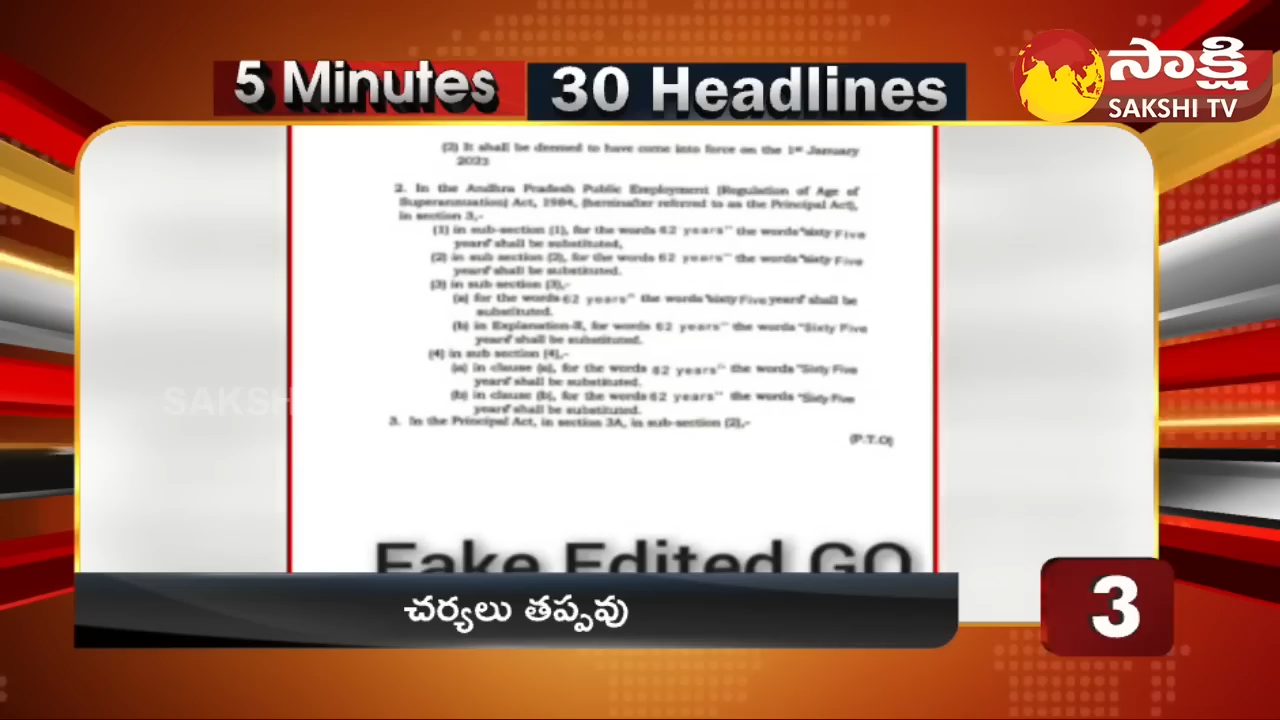 5 Minutes 30 Headlines
సాక్షి
SAKSHI TV
(2) It shall be deemed to have come into force on the 1st January
2023
2. In the Andhra Pradesh Public Employment (Regulation of Age of
Superannuation) Act, 1984, (hereinafter referred to as the Principal Act),
in section 3,-
(1) in sub-section (1), for the words 62 years" the words"sixty Five
years" shall be substituted,
(2) in sub section (2), for the words 62 years" the words"sixty Five
years" shall be substituted.
(3) in sub section (3),-
(a) for the words 62 years" the words "sixty Five years" shall be
substituted.
(b) in Explanation-II, for words 62 years" the words "Sixty Five
years" shall be substituted.
(4) in sub section (4),-
(a) in clause (a), for the words 62 years" the words "Sixty Five
years" shall be substituted.
(b) in clause (b), for the words 62 years" the words "Sixty Five
years" shall be substituted.
3. In the Principal Act, in section 3A, in sub-section (2),-
(P.T.O)
SAKSH
Fake Edited GO
చర్యలు తప్పవు
3